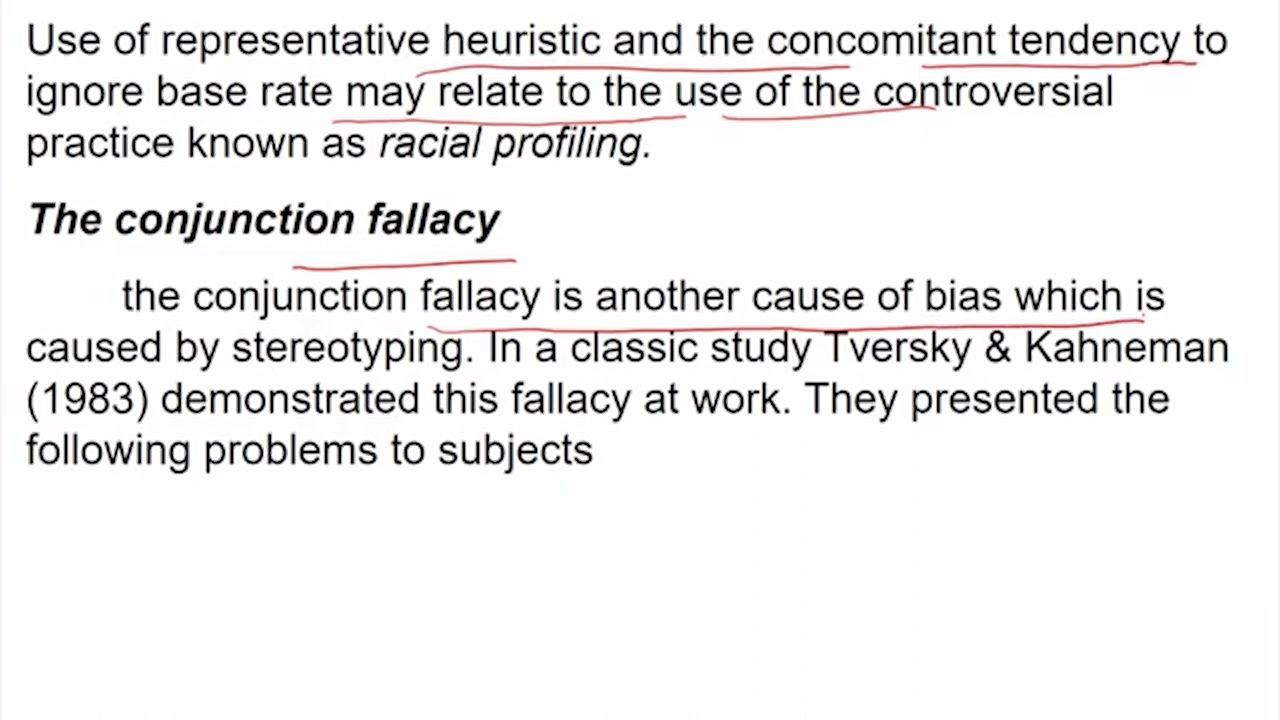 Use of representative heuristic and the concomitant tendency to
ignore base rate may relate to the use of the controversial
practice known as racial profiling.
The conjunction fallacy
the conjunction fallacy is another cause of bias which is
caused by stereotyping. In a classic study Tversky & Kahneman
(1983) demonstrated this fallacy at work. They presented the
following problems to subjects